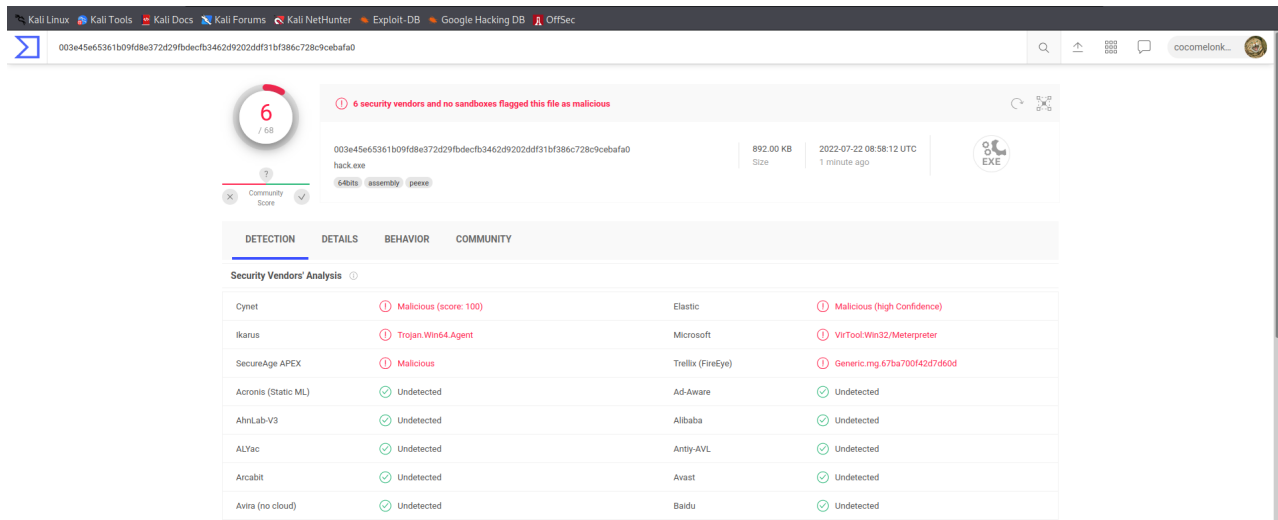 Kali Linux Kali Tools Kali Docs Kali Forums Kali NetHunter Exploit-DB Google Hacking DB OffSec
003e45e65361b09fd8e372d29fbdecfb3462d9202ddf31bf386c728c9cebafa0 cocomelonk...
6
/ 68
?
Community
Score
6 security vendors and no sandboxes flagged this file as malicious
003e45e65361b09fd8e372d29fbdecfb3462d9202ddf31bf386c728c9cebafa0
hack.exe
64bits assembly peexe
892.00 KB
Size
2022-07-22 08:58:12 UTC
1 minute ago
EXE
DETECTION DETAILS BEHAVIOR COMMUNITY
Security Vendors' Analysis
Cynet Malicious (score: 100) Elastic Malicious (high Confidence)
Ikarus Trojan.Win64.Agent Microsoft VirTool:Win32/Meterpreter
SecureAge APEX Malicious Trellix (FireEye) Generic.mg.67ba700f42d7d60d
Acronis (Static ML) Undetected Ad-Aware Undetected
AhnLab-V3 Undetected Alibaba Undetected
ALYac Undetected Antiy-AVL Undetected
Arcabit Undetected Avast Undetected
Avira (no cloud) Undetected Baidu Undetected